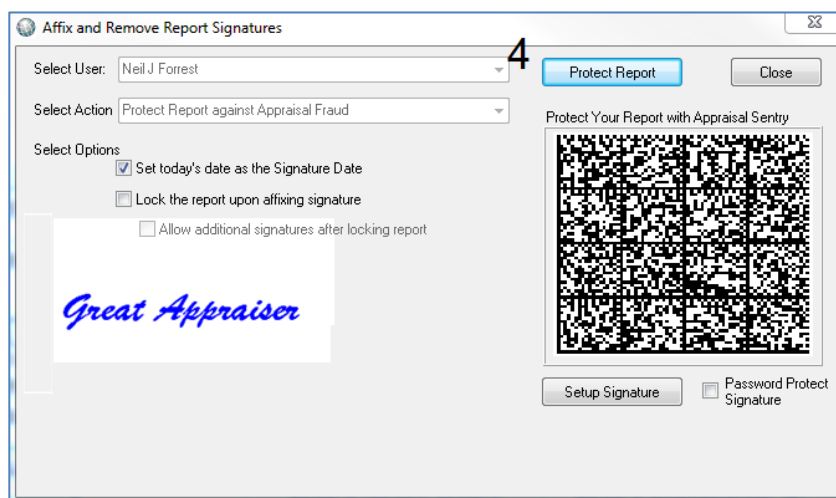 Affix and Remove Report Signatures
Select User: Neil J Forrest
4
Protect Report
Close
Select Action Protect Report against Appraisal Fraud
Protect Your Report with Appraisal Sentry
Select Options
Set today's date as the Signature Date
Lock the report upon affixing signature
Allow additional signatures after locking report
Great Appraiser
Setup Signature
Password Protect
Signature